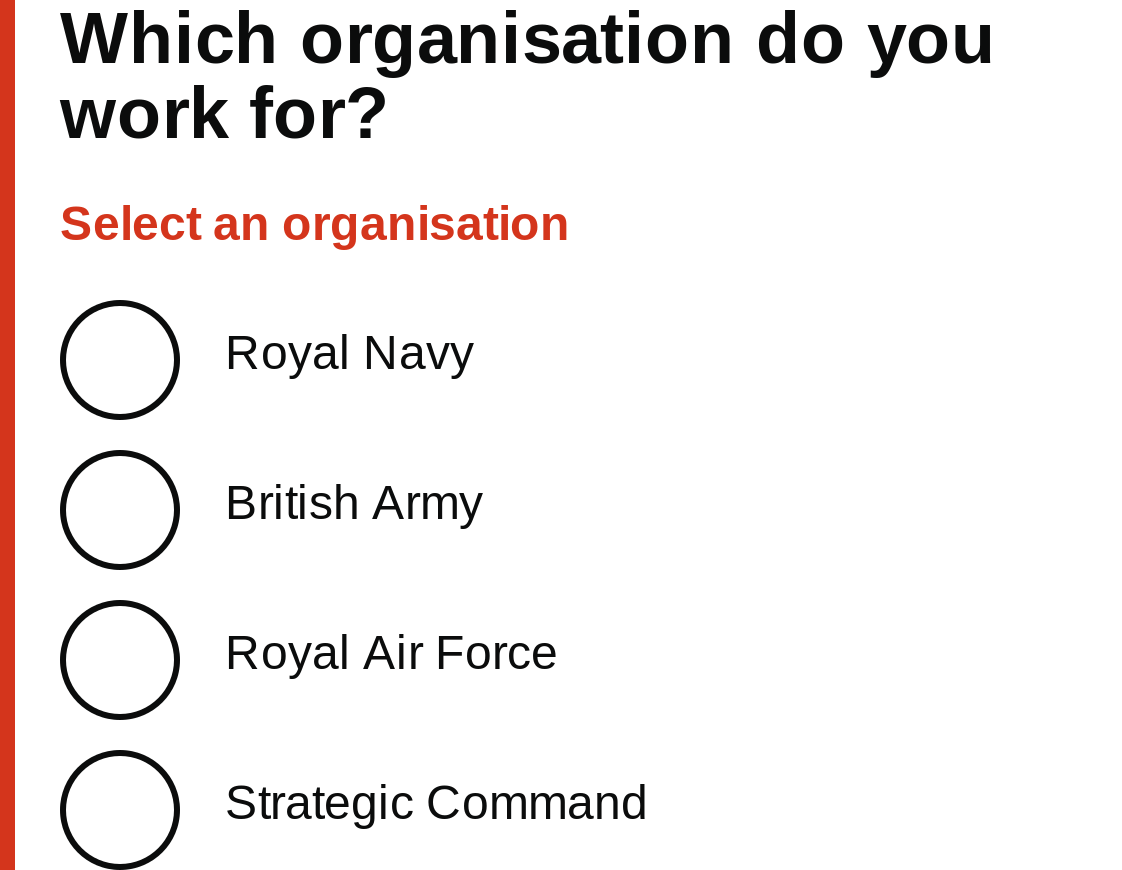 Which organisation do you
work for?
Select an organisation
Royal Navy
British Army
Royal Air Force
Strategic Command